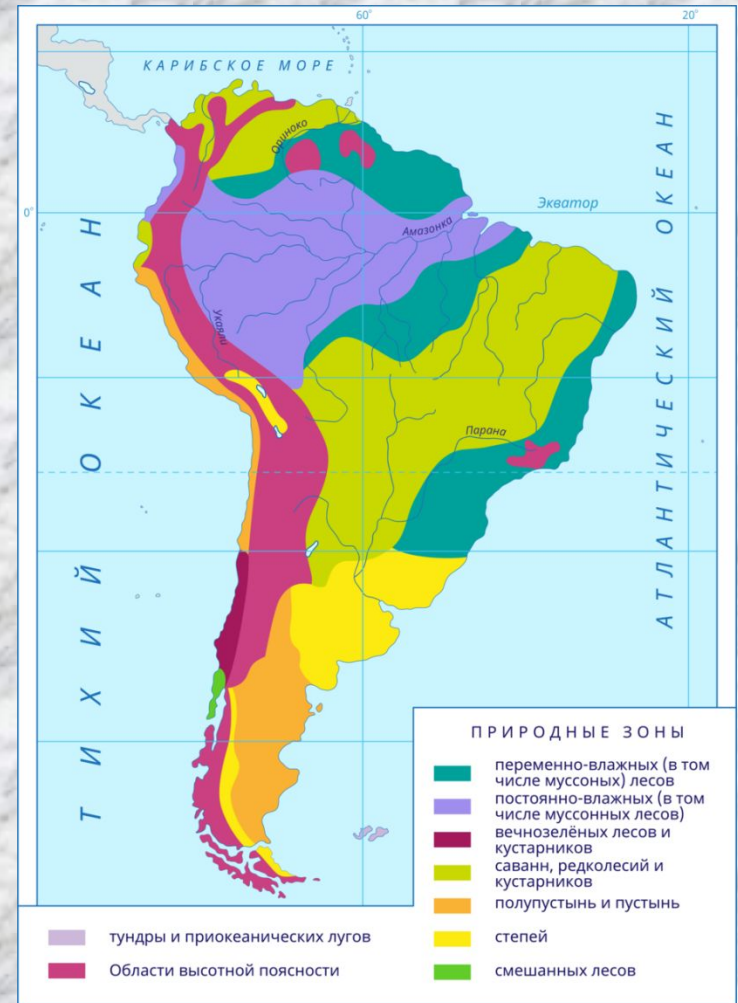 60°
20°
КАРИБСКОЕ МОРЕ
Ориноко
0°
Экватор
Амазонка
Укаяли
Парана
ТИХИЙ ОКЕАН
АТЛАНТИЧЕСКИЙ ОКЕАН
ПРИРОДНЫЕ ЗОНЫ
переменно-влажных (в том
числе муссоных) лесов
постоянно-влажных (в том
числе муссонных лесов)
вечнозелёных лесов и
кустарников
саванн, редколесий и
кустарников
полупустынь и пустынь
степей
смешанных лесов
тундры и приокеанических лугов
Области высотной поясности